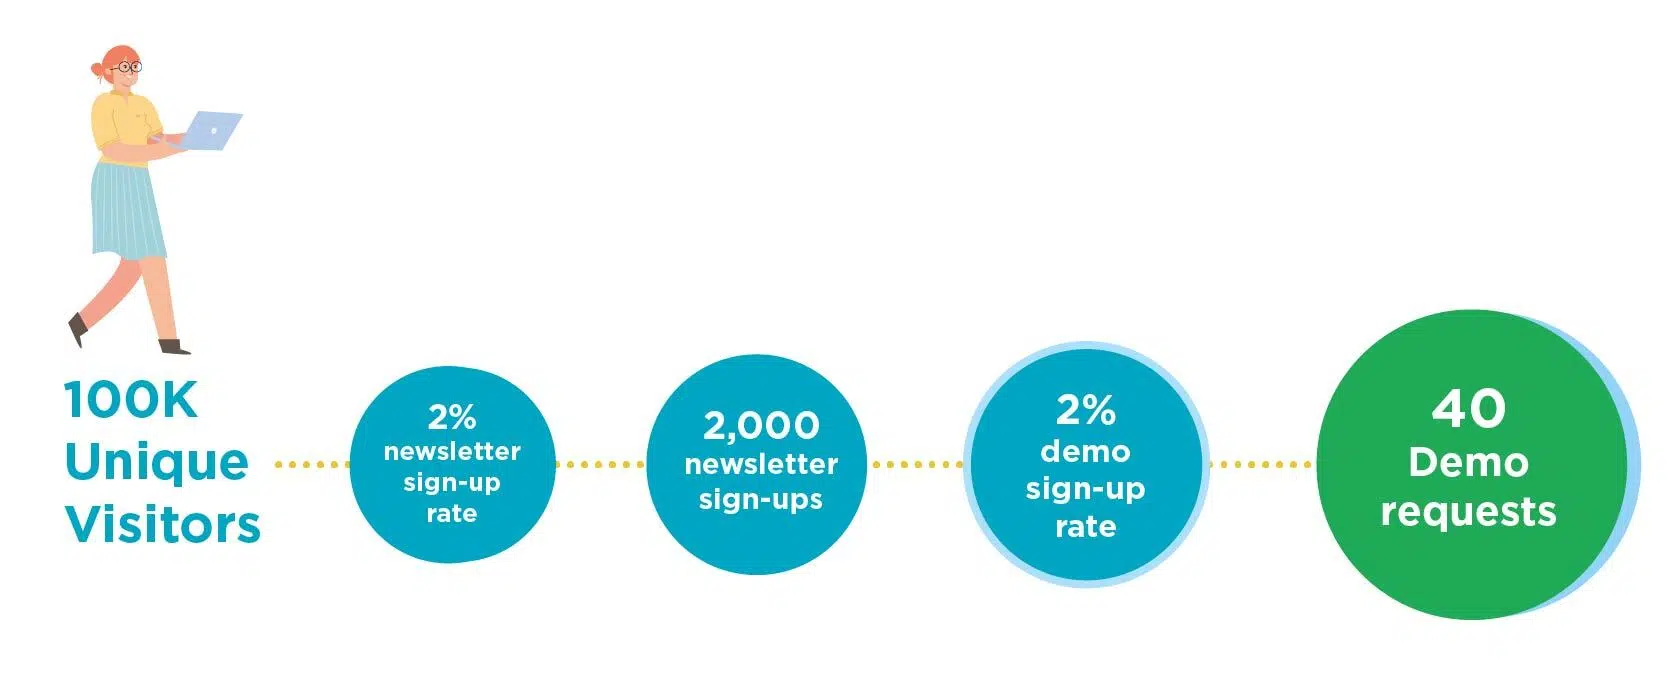 100K
Unique
Visitors
2%
newsletter
sign-up
rate
2,000
newsletter
sign-ups
2%
demo
sign-up
rate
40
Demo
requests